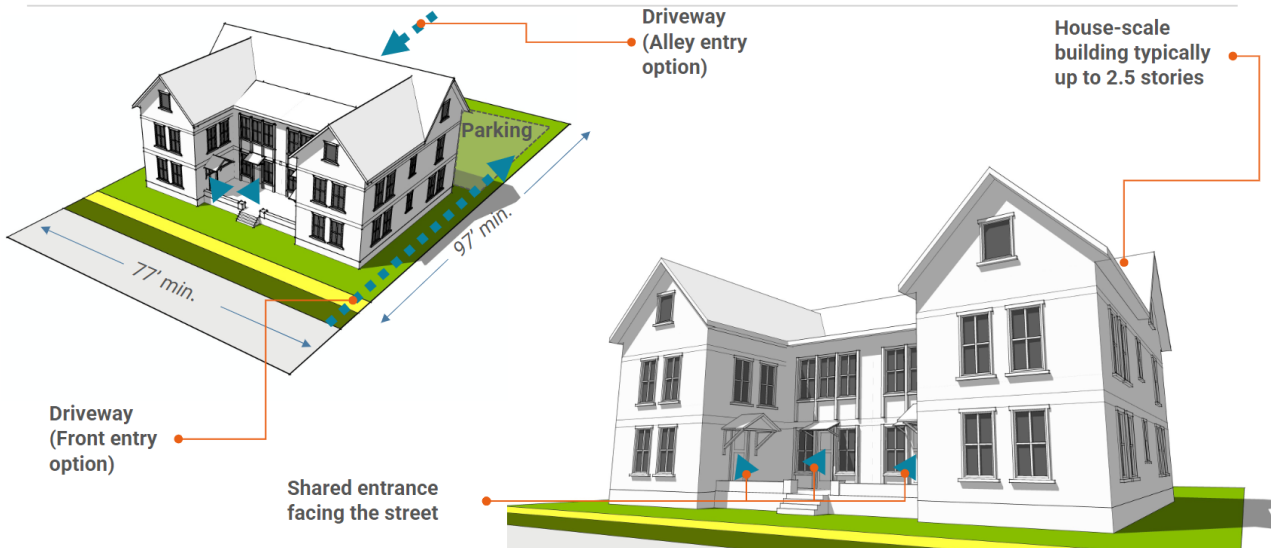 Driveway
(Alley entry
option)
House-scale
building typically
up to 2.5 stories
Parking
97' min.
77' min.
Driveway
(Front entry
option)
Shared entrance
facing the street